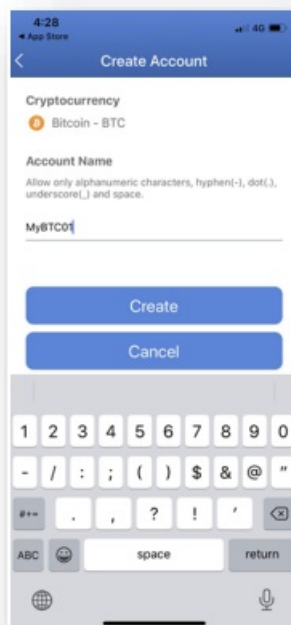 4:28
4G
◀ App Store
Create Account
Cryptocurrency
Bitcoin - BTC
Account Name
Allow only alphanumeric characters, hyphen(-), dot(.),
underscore(_) and space.
MyBTC01
Create
Cancel
1 2 3 4 5 6 7 8 9 0
- / : ; ( ) $ & @ "
#+= . , ? ! '
ABC space return